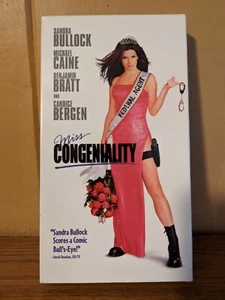 SANDRA
BULLOCK
MICHAEL
CAINE
BENJAMIN
BRATT
AND
CANDICE
BERGEN
FEDERAL AGENT
Miss
CONGENIALITY
"Sandra Bullock
Scores a Comic
Bull's-Eye!"